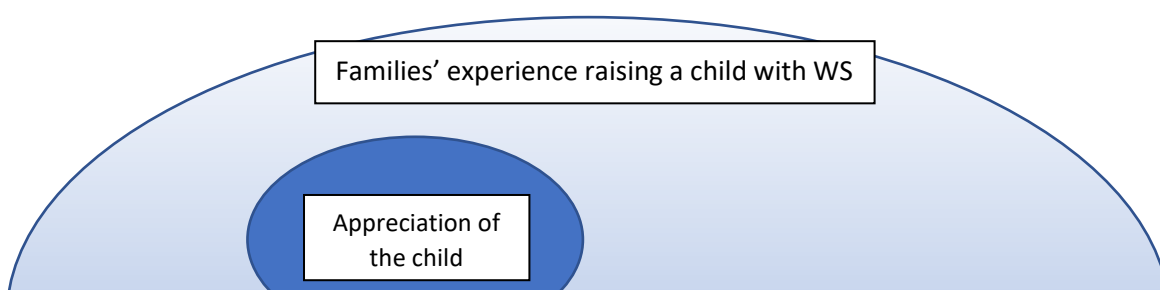 Families’ experience raising a child with WS
Appreciation of
the child